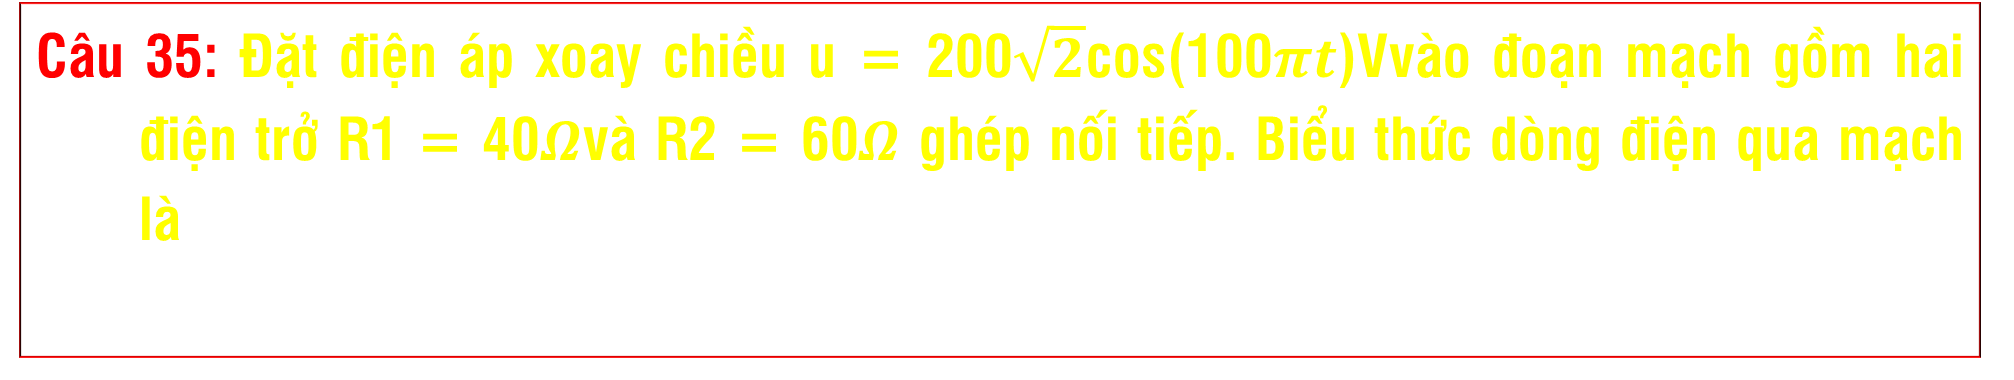 Câu 35: Đặt điện áp xoay chiều u = 200√2cos(100πt)Vvào đoạn mạch gồm hai
điện trở R1 = 40Ωvà R2 = 60Ω ghép nối tiếp. Biểu thức dòng điện qua mạch
là